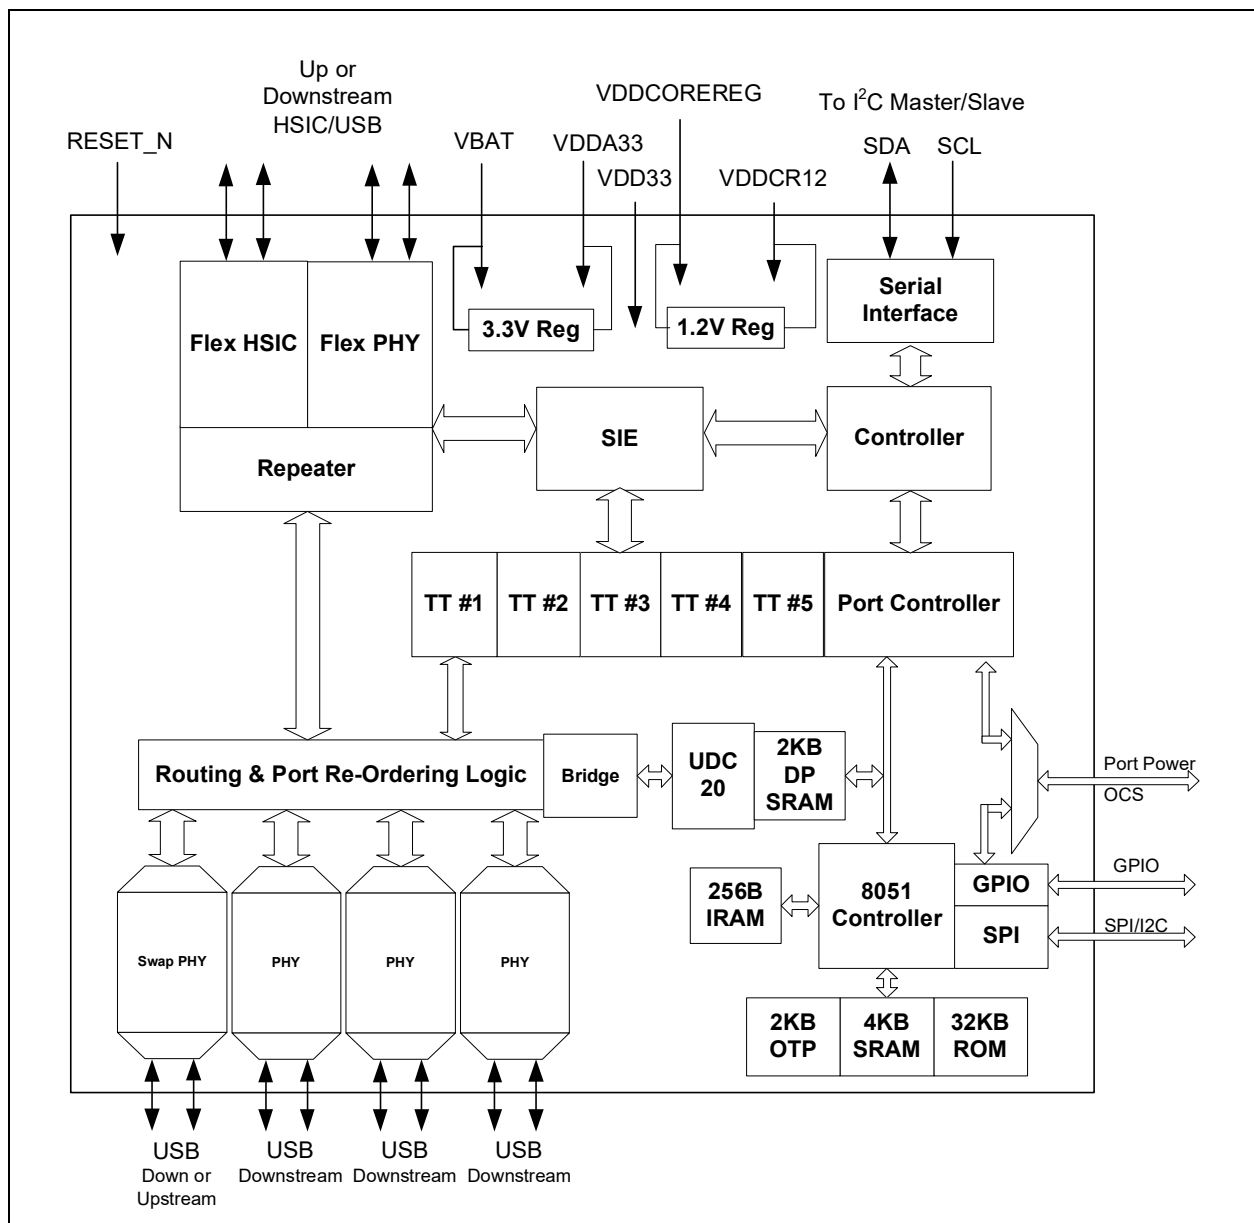 Up or
Downstream
HSIC/USB
RESET_N
VBAT
VDDA33
VDD33
VDDCOREREG
VDDCR12
To I²C Master/Slave
SDA
SCL
Flex HSIC
Flex PHY
3.3V Reg
1.2V Reg
Serial
Interface
Repeater
SIE
Controller
TT #1
TT #2
TT #3
TT #4
TT #5
Port Controller
Routing & Port Re-Ordering Logic
Bridge
UDC
20
2KB
DP
SRAM
Port Power
OCS
256B
IRAM
8051
Controller
GPIO
SPI
GPIO
SPI/I2C
Swap PHY
PHY
PHY
PHY
2KB
OTP
4KB
SRAM
32KB
ROM
USB
Down or
Upstream
USB
Downstream
USB
Downstream
USB
Downstream